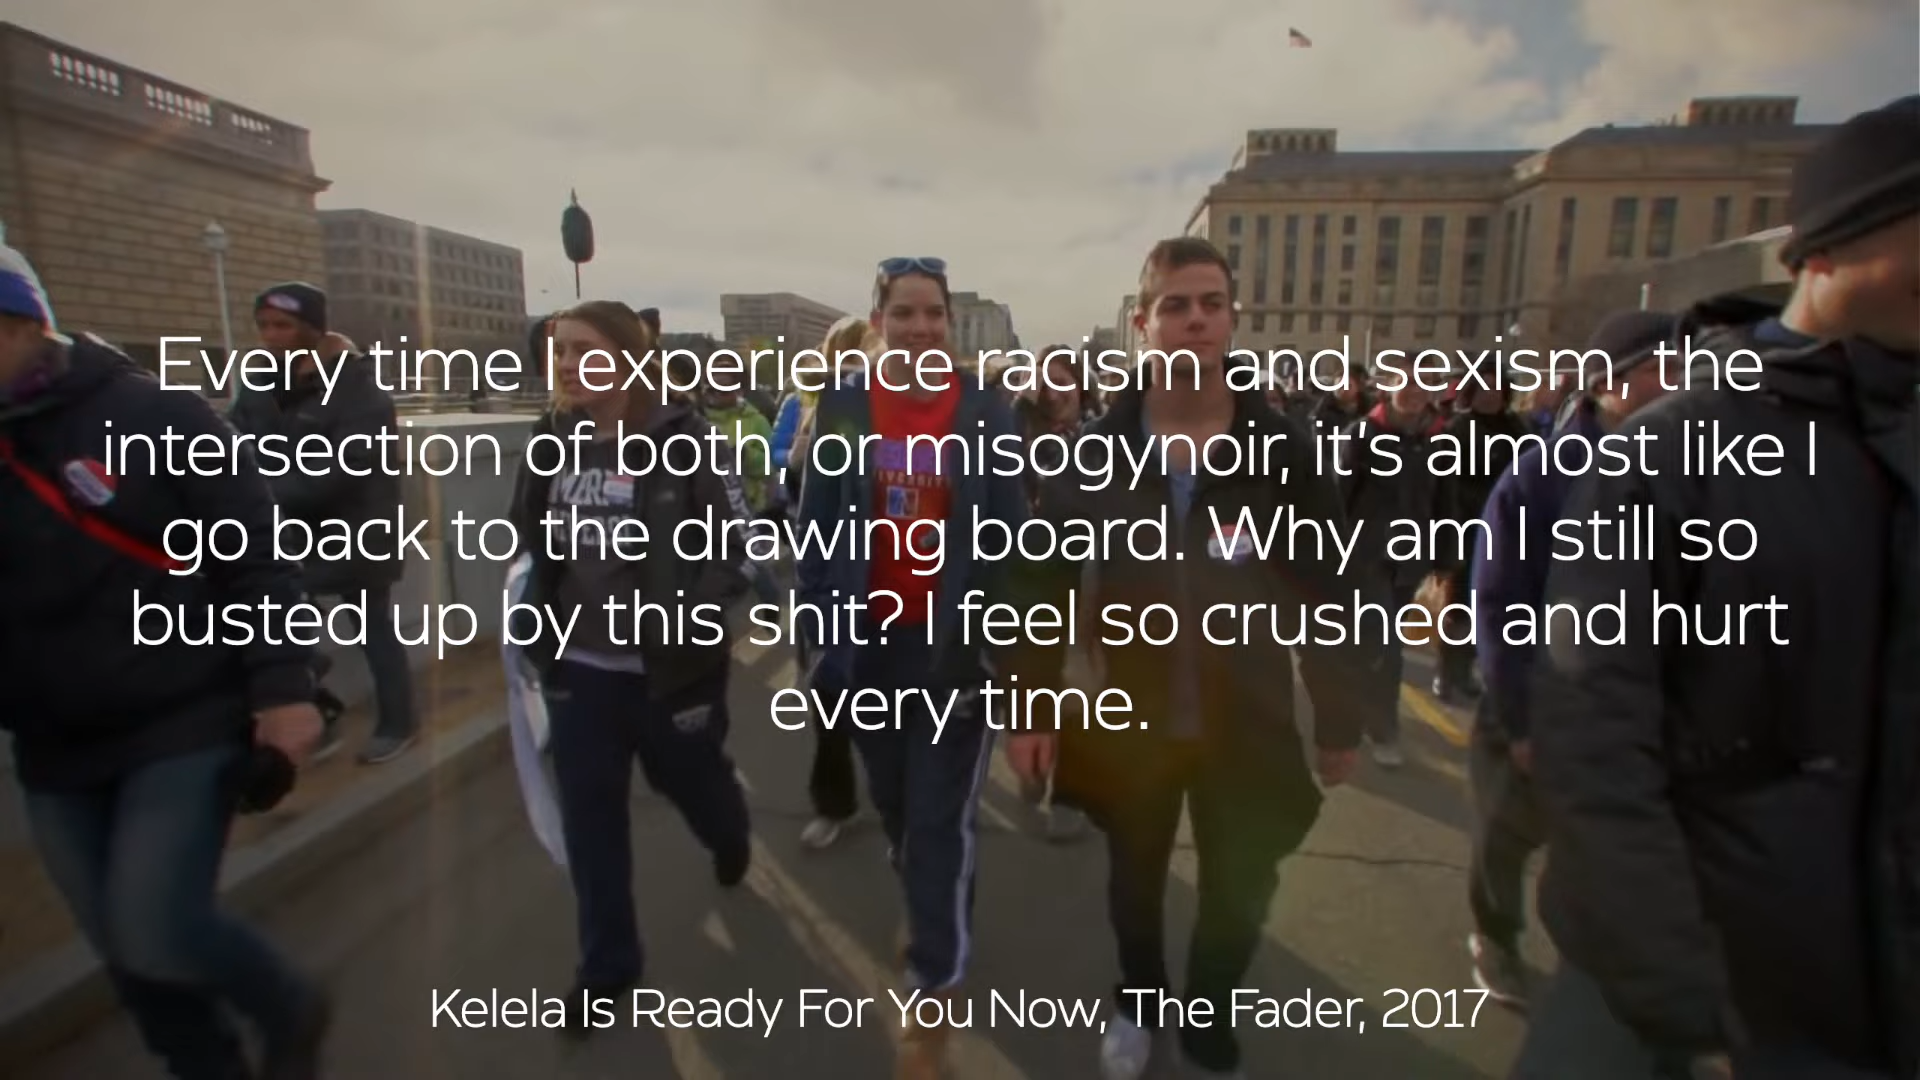 Every time I experience racism and sexism, the
intersection of both, or misogynoir, it's almost like I
go back to the drawing board. Why am I still so
busted up by this shit? I feel so crushed and hurt
every time.
Kelela Is Ready For You Now, The Fader, 2017